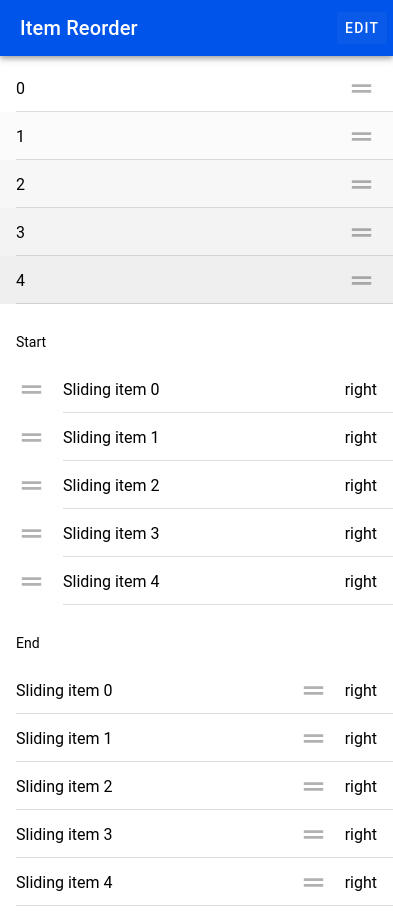 Item Reorder EDIT
0
1
2
3
4
Start
Sliding item 0 right
Sliding item 1 right
Sliding item 2 right
Sliding item 3 right
Sliding item 4 right
End
Sliding item 0 right
Sliding item 1 right
Sliding item 2 right
Sliding item 3 right
Sliding item 4 right